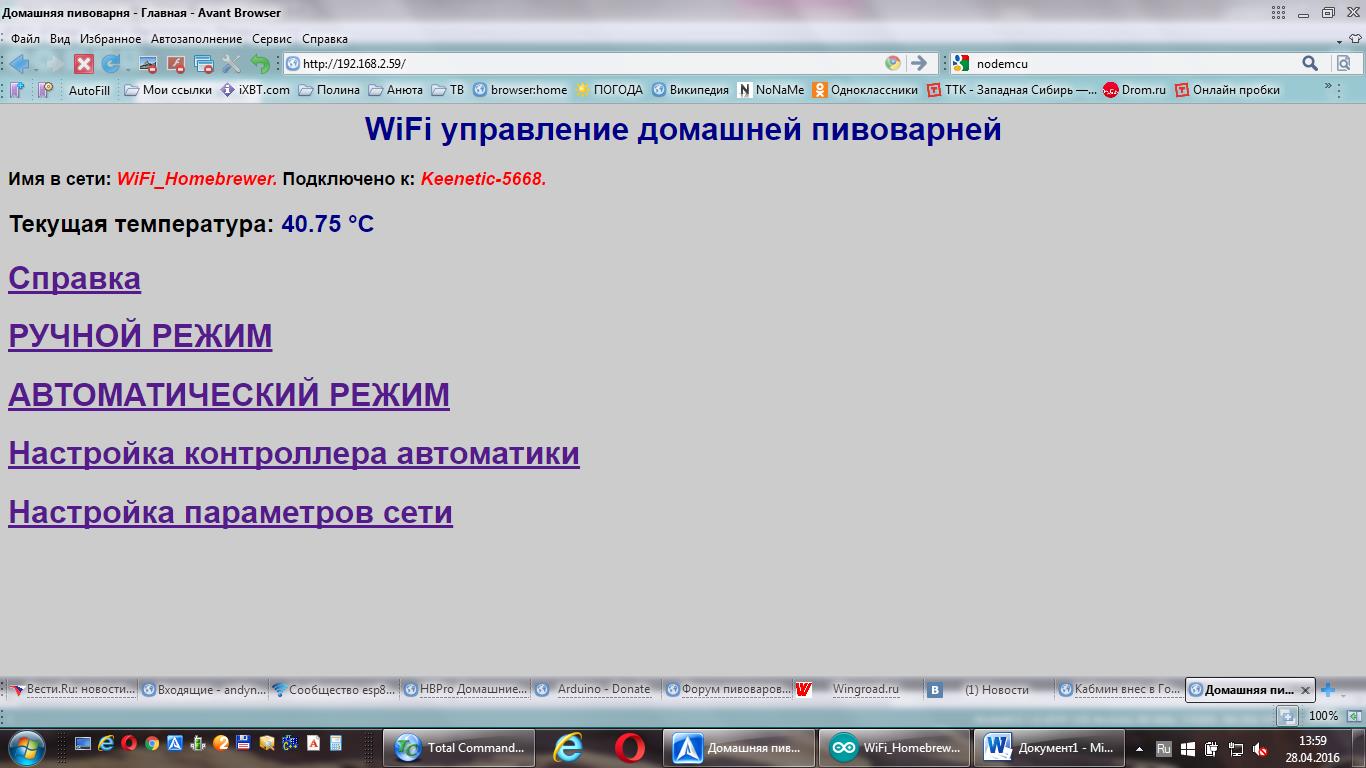 Домашняя пивоварня - Главная - Avant Browser
Файл Вид Избранное Автозаполнение Сервис Справка
http://192.168.2.59/ nodemcu
AutoFill Мои ссылки iXBT.com Полина Анюта ТВ browser:home ПОГОДА Википедия NoNaMe Одноклассники ТТК - Западная Сибирь —... Drom.ru Онлайн пробки »
WiFi управление домашней пивоварней
Имя в сети: WiFi_Homebrewer. Подключено к: Keenetic-5668.
Текущая температура: 40.75 °C
Справка
РУЧНОЙ РЕЖИМ
АВТОМАТИЧЕСКИЙ РЕЖИМ
Настройка контроллера автоматики
Настройка параметров сети
Вести.Ru: новости... Входящие - andyn... Сообщество esp8... HBPro Домашние... Arduino - Donate Форум пивоваров... Wingroad.ru (1) Новости Кабмин внес в Го... Домашняя пи...
100%
Total Command... Домашняя пив... WiFi_Homebrew... Документ1 - Mi... Ru 13:59
28.04.2016